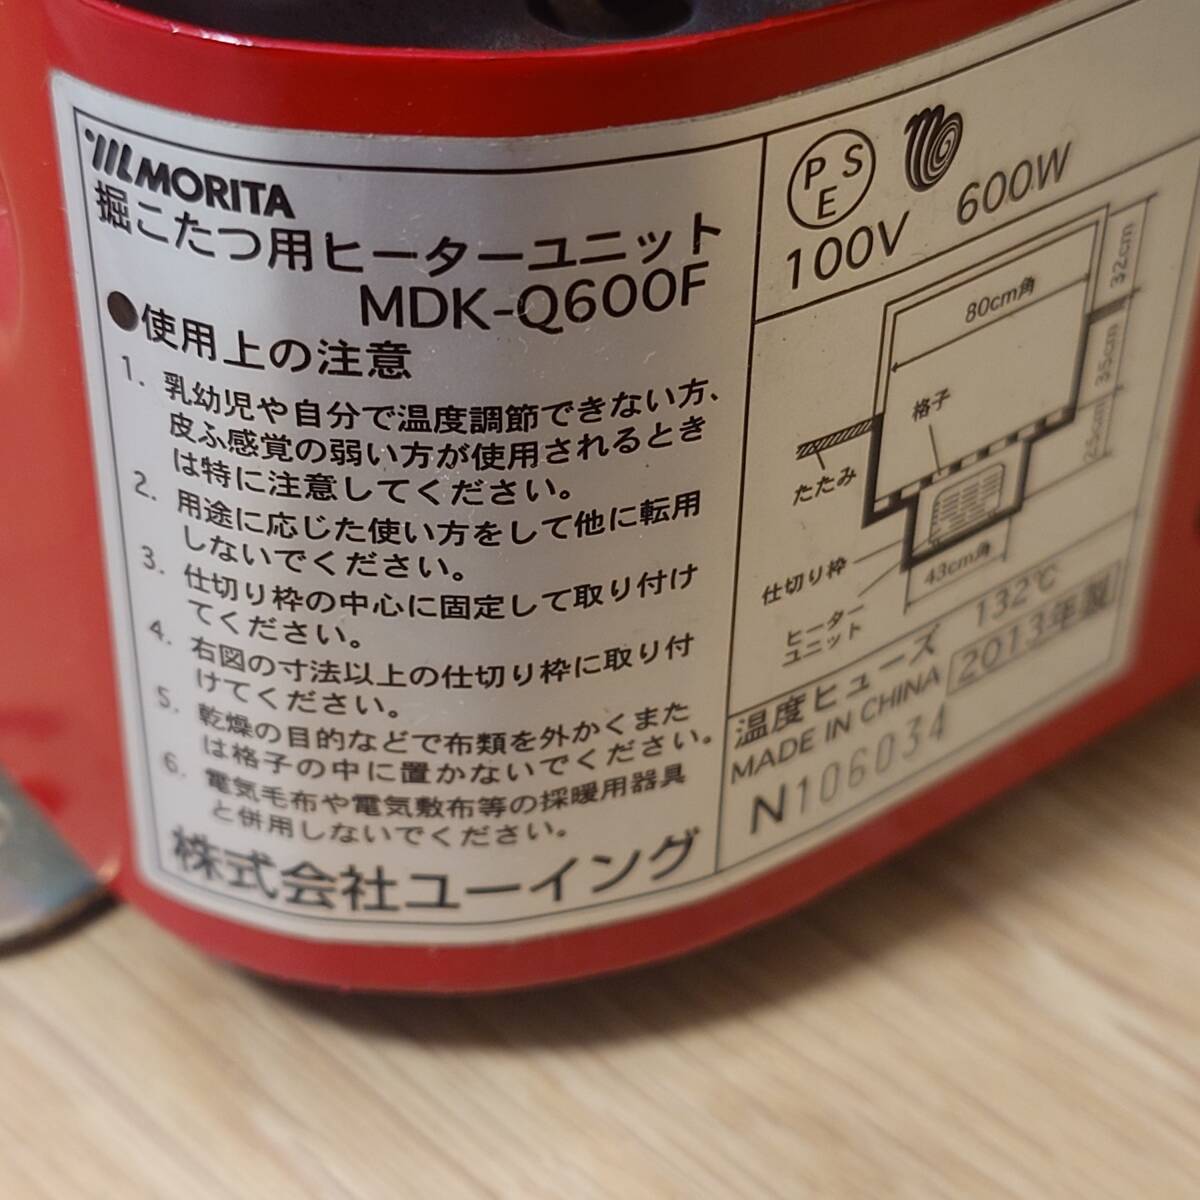 MORITA
掘こたつ用ヒーターユニット
MDK-Q600F
●使用上の注意
1. 乳幼児や自分で温度調節できない方、
皮ふ感覚の弱い方が使用されるとき
は特に注意してください。
2. 用途に応じた使い方をして他に転用
しないでください。
3. 仕切り枠の中心に固定して取り付け
てください。
4. 右図の寸法以上の仕切り枠に取り付
けてください。
5. 乾燥の目的などで布類を外かくまた
は格子の中に置かないでください。
6. 電気毛布や電気敷布等の採暖用器具
と併用しないでください。
株式会社ユーイング
PSE
100V 600W
80cm角
32cm
35cm
25cm
格子
たたみ
仕切り枠
43cm角
ヒーター
ユニット
温度ヒューズ 132℃
MADE IN CHINA 2013年製
N106034